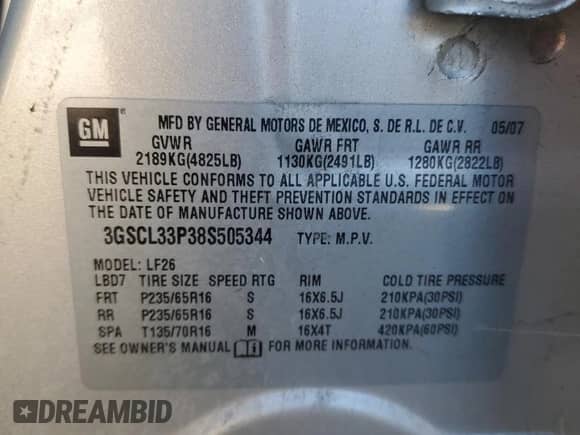 GM
MFD BY GENERAL MOTORS DE MEXICO, S. DE R.L. DE C.V. 05/07
GVWR GAWR FRT GAWR RR
2189KG(4825LB) 1130KG(2491LB) 1280KG(2822LB)
THIS VEHICLE CONFORMS TO ALL APPLICABLE U.S. FEDERAL MOTOR
VEHICLE SAFETY AND THEFT PREVENTION STANDARDS IN EFFECT ON
THE DATE OF MANUFACTURE SHOWN ABOVE.
3GSCL33P38S505344 TYPE: M.P.V.
MODEL: LF26
LBD7 TIRE SIZE SPEED RTG RIM COLD TIRE PRESSURE
FRT P235/65R16 S 16X6.5J 210KPA(30PSI)
RR P235/65R16 S 16X6.5J 210KPA(30PSI)
SPA T135/70R16 M 16X4T 420KPA(60PSI)
SEE OWNER'S MANUAL FOR MORE INFORMATION.
DREAMBID